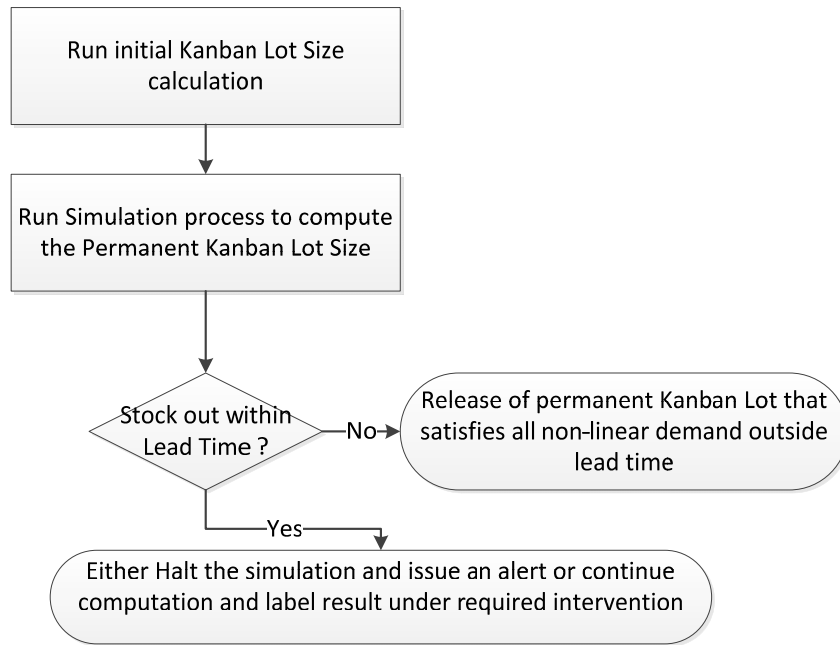 Run initial Kanban Lot Size
calculation
Run Simulation process to compute
the Permanent Kanban Lot Size
Stock out within
Lead Time ?
No
Release of permanent Kanban Lot that
satisfies all non-linear demand outside
lead time
Yes
Either Halt the simulation and issue an alert or continue
computation and label result under required intervention